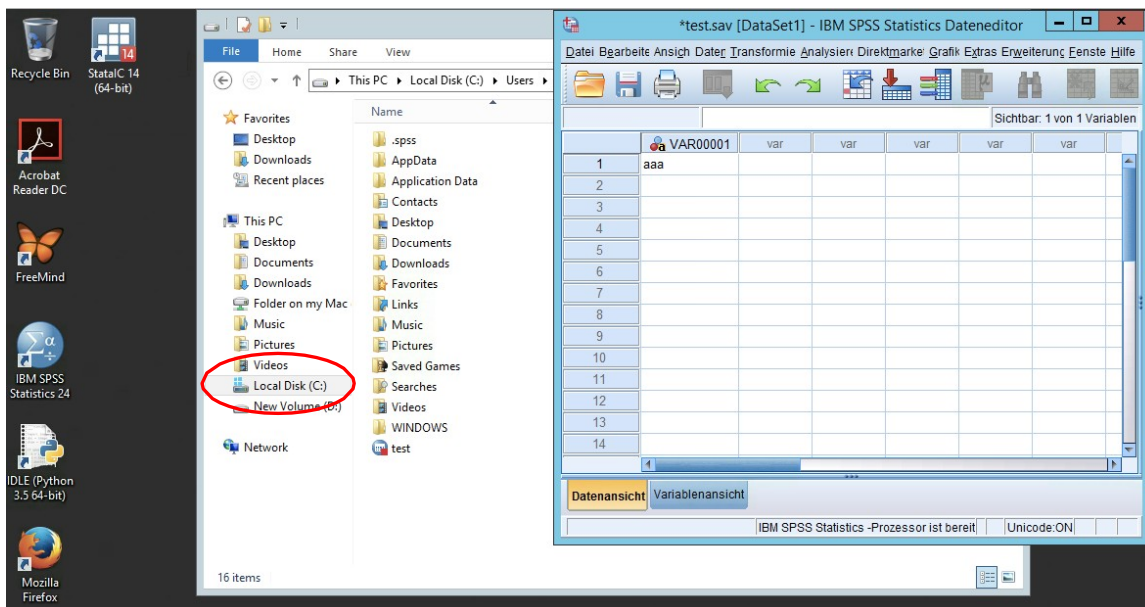 Recycle Bin
StatalC 14
(64-bit)
14
Acrobat
Reader DC
FreeMind
IBM SPSS
Statistics 24
IDLE (Python
3.5 64-bit)
Mozilla
Firefox
File Home Share View
This PC Local Disk (C:) Users
Favorites
Desktop
Downloads
Recent places
This PC
Desktop
Documents
Downloads
Folder on my Mac
Music
Pictures
Videos
Local Disk (C:)
New Volume (D:)
Network
Name
.spss
AppData
Application Data
Contacts
Desktop
Documents
Downloads
Favorites
Links
Music
Pictures
Saved Games
Searches
Videos
WINDOWS
test
16 items
*test.sav [DataSet1] - IBM SPSS Statistics Dateneditor
Datei Bearbeite Ansich Daten Transformie Analysiere Direktmarke Grafik Extras Erweiterung Fenste Hilfe
Sichtbar: 1 von 1 Variablen
VAR00001 var var var var var
1 aaa
2
3
4
5
6
7
8
9
10
11
12
13
14
Datenansicht Variablenansicht
IBM SPSS Statistics -Prozessor ist bereit Unicode:ON